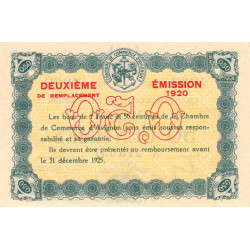 DEUXIÈME ÉMISSION
DE REMPLACEMENT 1920
0,50
Les bons de 1 franc et 50 centimes de la Chambre
de Commerce d'Avignon sont émis sous sa respon-
sabilité et sa garantie.
Ils devront être présentés au remboursement avant
le 31 décembre 1925.